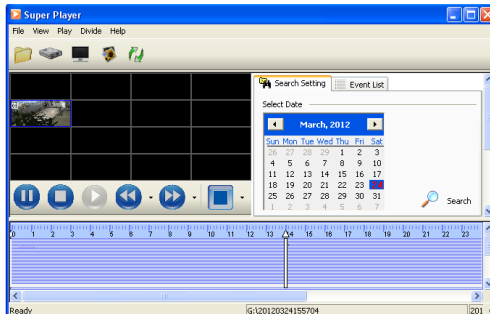 Super Player
File View Play Divide Help
Search Setting Event List
Select Date
March, 2012
Sun Mon Tue Wed Thu Fri Sat
26 27 28 29 1 2 3
4 5 6 7 8 9 10
11 12 13 14 15 16 17
18 19 20 21 22 23 24
25 26 27 28 29 30 31
1 2 3 4 5 6 7
Search
0 1 2 3 4 5 6 7 8 9 10 11 12 13 14 15 16 17 18 19 20 21 22 23
Ready G:\20120324155704 201